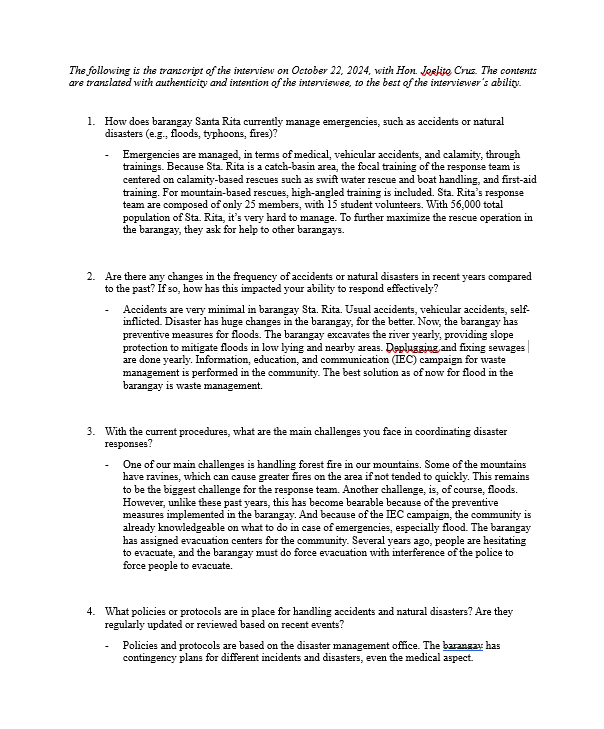 The following is the transcript of the interview on October 22, 2024, with Hon. Joelito Cruz. The contents
are translated with authenticity and intention of the interviewee, to the best of the interviewer's ability.
1. How does barangay Santa Rita currently manage emergencies, such as accidents or natural
disasters (e.g., floods, typhoons, fires)?
- Emergencies are managed, in terms of medical, vehicular accidents, and calamity, through
trainings. Because Sta. Rita is a catch-basin area, the focal training of the response team is
centered on calamity-based rescues such as swift water rescue and boat handling, and first-aid
training. For mountain-based rescues, high-angled training is included. Sta. Rita's response
team are composed of only 25 members, with 15 student volunteers. With 56,000 total
population of Sta. Rita, it's very hard to manage. To further maximize the rescue operation in
the barangay, they ask for help to other barangays.
2. Are there any changes in the frequency of accidents or natural disasters in recent years compared
to the past? If so, how has this impacted your ability to respond effectively?
- Accidents are very minimal in barangay Sta. Rita. Usual accidents, vehicular accidents, self-
inflicted. Disaster has huge changes in the barangay, for the better. Now, the barangay has
preventive measures for floods. The barangay excavates the river yearly, providing slope
protection to mitigate floods in low lying and nearby areas. Deplugging and fixing sewages
are done yearly. Information, education, and communication (IEC) campaign for waste
management is performed in the community. The best solution as of now for flood in the
barangay is waste management.
3. With the current procedures, what are the main challenges you face in coordinating disaster
responses?
- One of our main challenges is handling forest fire in our mountains. Some of the mountains
have ravines, which can cause greater fires on the area if not tended to quickly. This remains
to be the biggest challenge for the response team. Another challenge, is, of course, floods.
However, unlike these past years, this has become bearable because of the preventive
measures implemented in the barangay. And because of the IEC campaign, the community is
already knowledgeable on what to do in case of emergencies, especially flood. The barangay
has assigned evacuation centers for the community. Several years ago, people are hesitating
to evacuate, and the barangay must do force evacuation with interference of the police to
force people to evacuate.
4. What policies or protocols are in place for handling accidents and natural disasters? Are they
regularly updated or reviewed based on recent events?
- Policies and protocols are based on the disaster management office. The barangay has
contingency plans for different incidents and disasters, even the medical aspect.